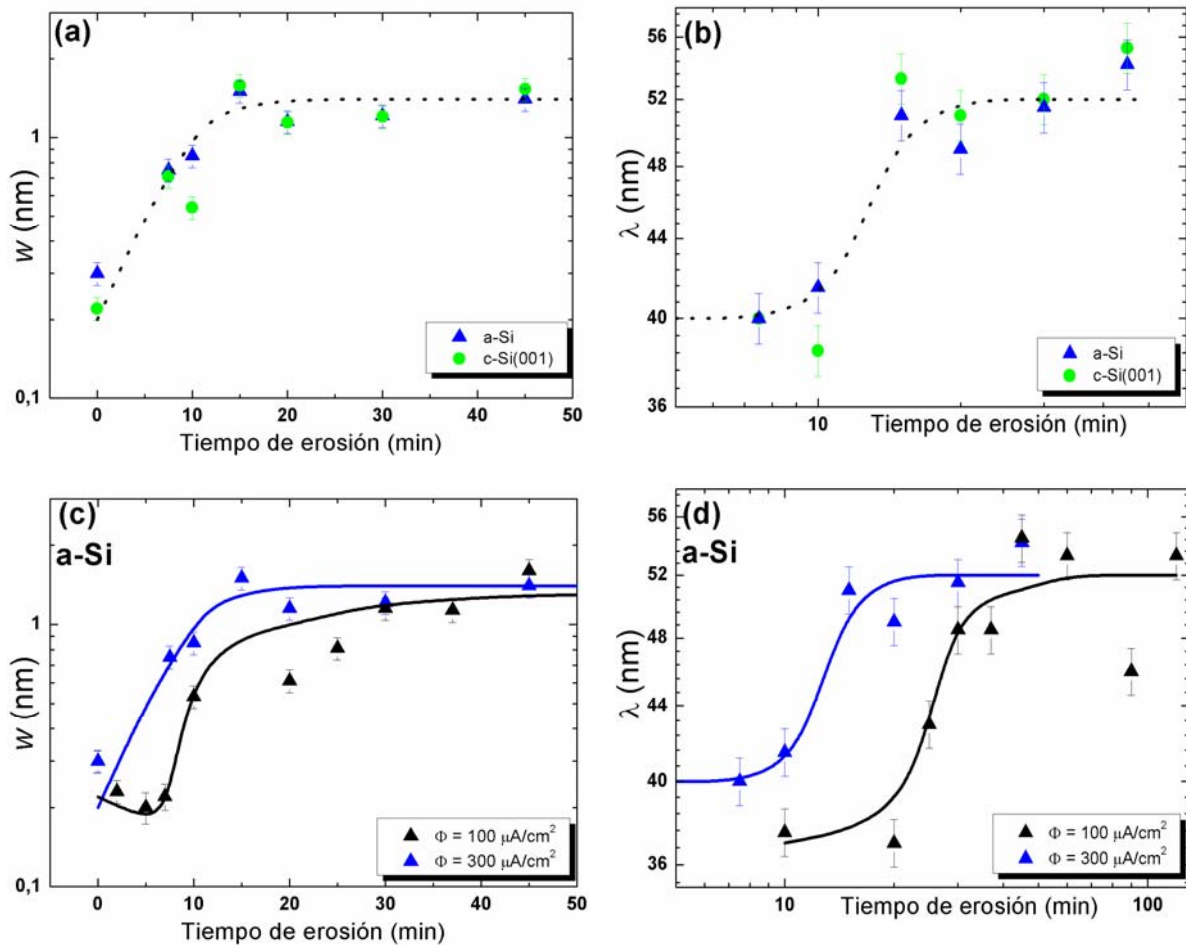 (a)
w (nm)
1
0,1
0 10 20 30 40 50
Tiempo de erosión (min)
a-Si
c-Si(001)
(b)
λ (nm)
56
52
48
44
40
36
10
Tiempo de erosión (min)
a-Si
c-Si(001)
(c)
a-Si
w (nm)
1
0,1
0 10 20 30 40 50
Tiempo de erosión (min)
Φ = 100 μA/cm²
Φ = 300 μA/cm²
(d)
a-Si
λ (nm)
56
52
48
44
40
36
10 100
Tiempo de erosión (min)
Φ = 100 μA/cm²
Φ = 300 μA/cm²